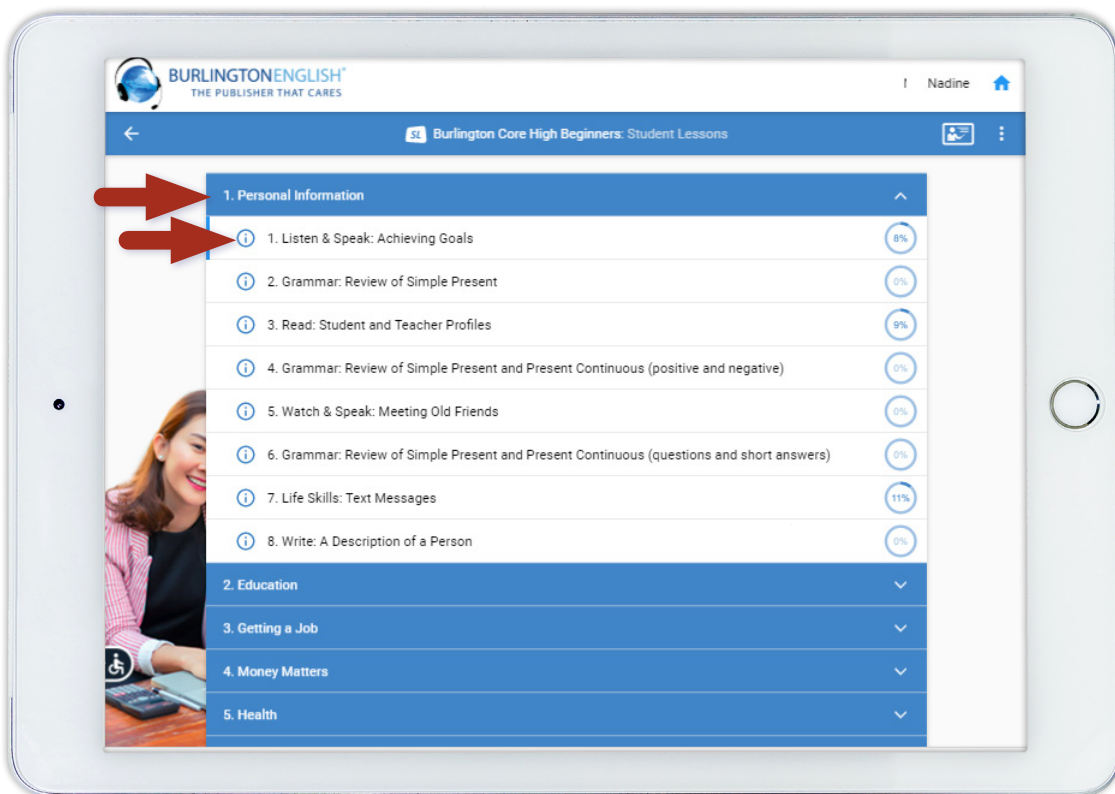 BURLINGTONENGLISH®
THE PUBLISHER THAT CARES
Nadine
SL Burlington Core High Beginners: Student Lessons
1. Personal Information
1. Listen & Speak: Achieving Goals
8%
2. Grammar: Review of Simple Present
0%
3. Read: Student and Teacher Profiles
9%
4. Grammar: Review of Simple Present and Present Continuous (positive and negative)
0%
5. Watch & Speak: Meeting Old Friends
0%
6. Grammar: Review of Simple Present and Present Continuous (questions and short answers)
0%
7. Life Skills: Text Messages
11%
8. Write: A Description of a Person
0%
2. Education
3. Getting a Job
4. Money Matters
5. Health